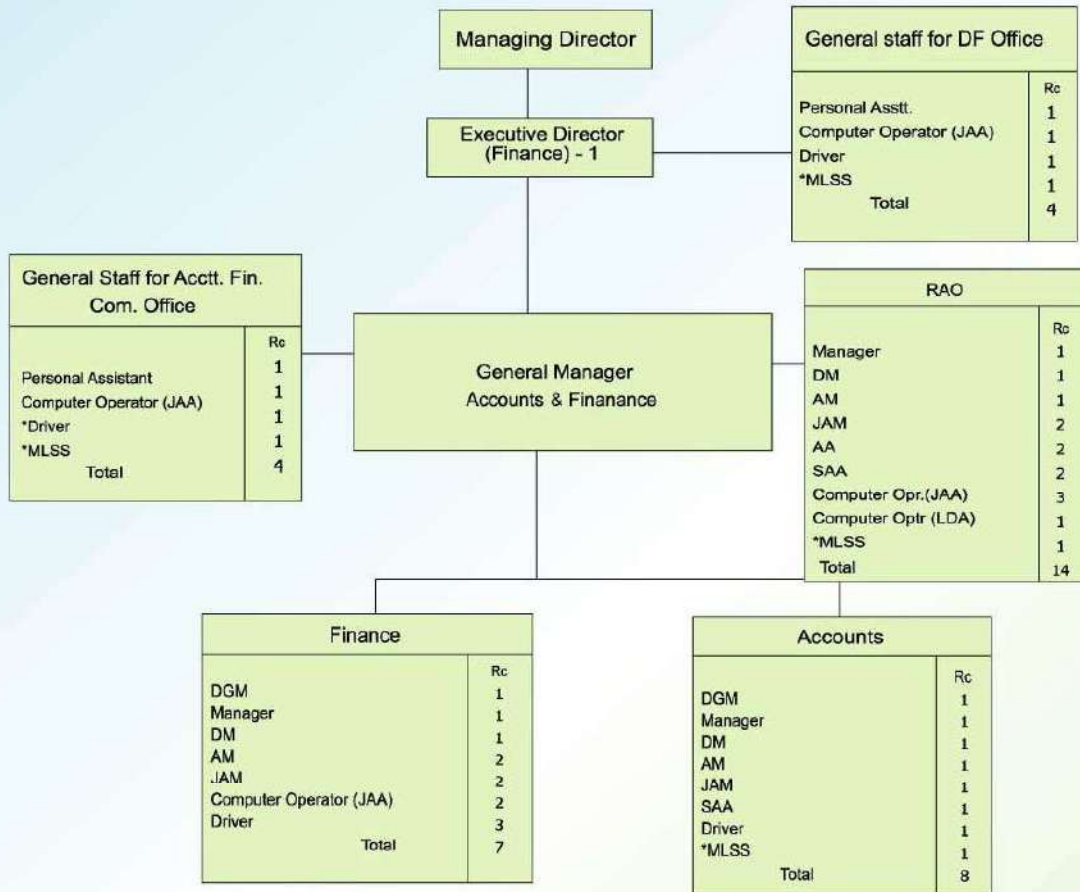 Managing Director
General staff for DF Office
Rc
Personal Asstt. 1
Computer Operator (JAA) 1
Driver 1
*MLSS 1
Total 4
Executive Director
(Finance) - 1
General Staff for Acctt. Fin.
Com. Office
Rc
Personal Assistant 1
Computer Operator (JAA) 1
*Driver 1
*MLSS 1
Total 4
General Manager
Accounts & Finanance
RAO
Rc
Manager 1
DM 1
AM 1
JAM 2
AA 2
SAA 2
Computer Opr.(JAA) 3
Computer Optr (LDA) 1
*MLSS 1
Total 14
Finance
Rc
DGM 1
Manager 1
DM 1
AM 2
JAM 2
Computer Operator (JAA) 2
Driver 3
Total 7
Accounts
Rc
DGM 1
Manager 1
DM 1
AM 1
JAM 1
SAA 1
Driver 1
*MLSS 1
Total 8